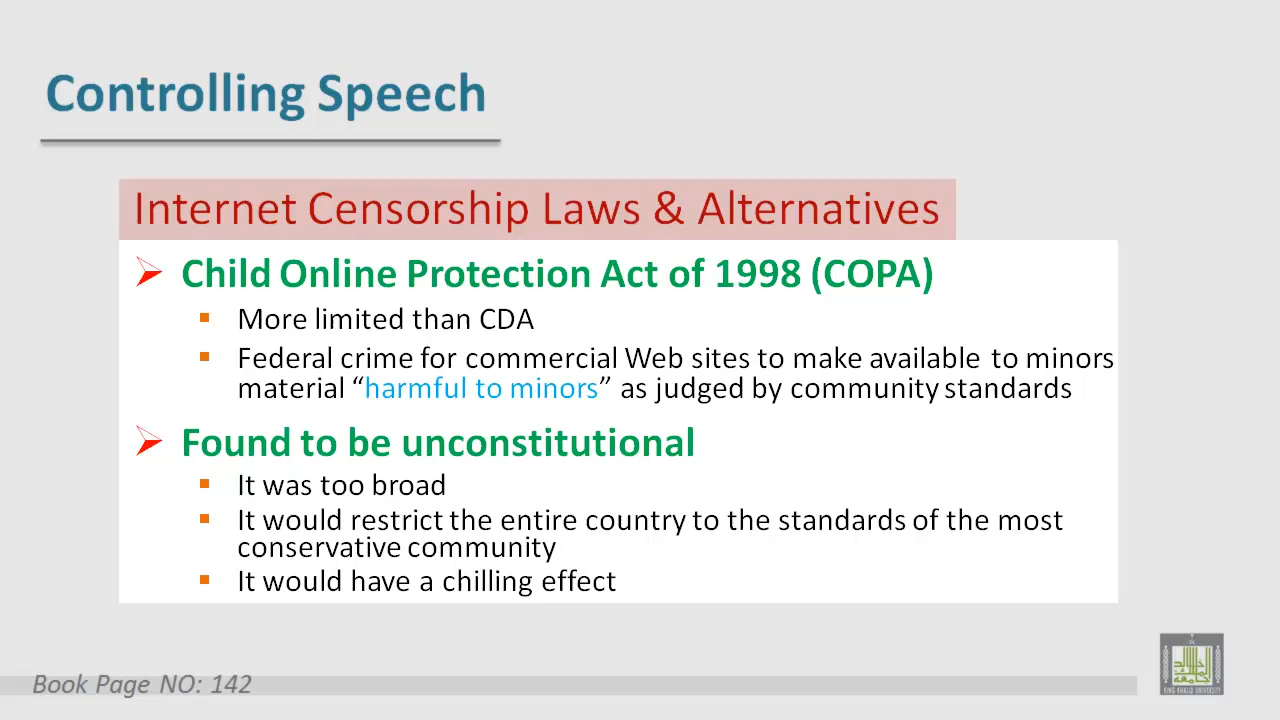 Controlling Speech
Internet Censorship Laws & Alternatives
Child Online Protection Act of 1998 (COPA)
More limited than CDA
Federal crime for commercial Web sites to make available to minors
material “harmful to minors” as judged by community standards
Found to be unconstitutional
It was too broad
It would restrict the entire country to the standards of the most
conservative community
It would have a chilling effect
Book Page NO: 142
KING KHALID UNIVERSITY